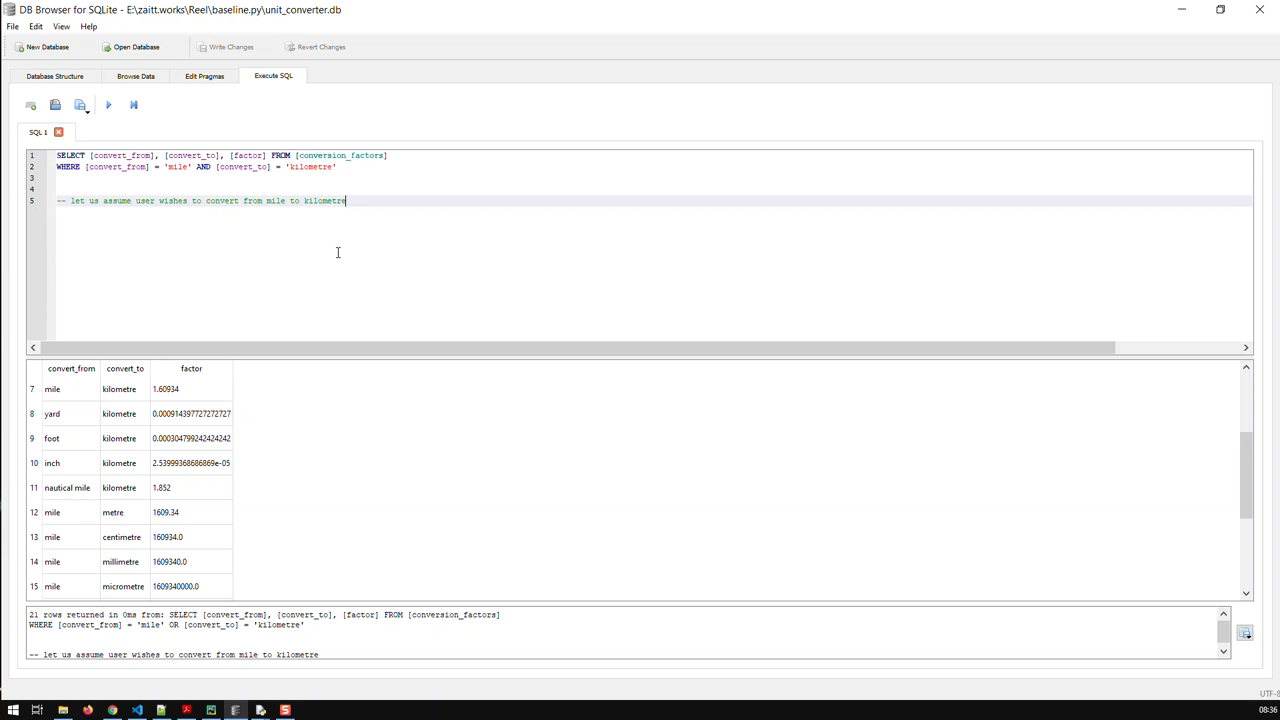 DB Browser for SQLite - E:\zaitt.works\Reel\baseline.py\unit_converter.db
File Edit View Help
New Database Open Database Write Changes Revert Changes
Database Structure Browse Data Edit Pragmas Execute SQL
SQL 1
1 SELECT [convert_from], [convert_to], [factor] FROM [conversion_factors]
2 WHERE [convert_from] = 'mile' AND [convert_to] = 'kilometre'
3
4
5 -- let us assume user wishes to convert from mile to kilometre
convert_from convert_to factor
7 mile kilometre 1.60934
8 yard kilometre 0.000914397727272727
9 foot kilometre 0.000304799242424242
10 inch kilometre 2.53999368686869e-05
11 nautical mile kilometre 1.852
12 mile metre 1609.34
13 mile centimetre 160934.0
14 mile millimetre 1609340.0
15 mile micrometre 1609340000.0
21 rows returned in 0ms from: SELECT [convert_from], [convert_to], [factor] FROM [conversion_factors]
WHERE [convert_from] = 'mile' OR [convert_to] = 'kilometre'
-- let us assume user wishes to convert from mile to kilometre
UTF-8
08:36